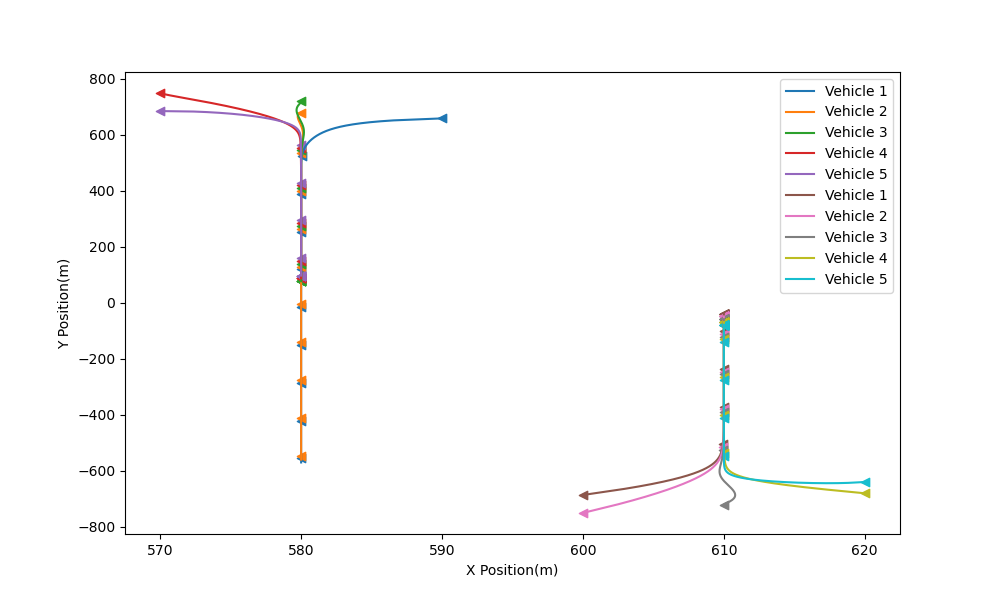 800
600
400
200
0
−200
−400
−600
−800
Y Position(m)
570
580
590
600
610
620
X Position(m)
Vehicle 1
Vehicle 2
Vehicle 3
Vehicle 4
Vehicle 5
Vehicle 1
Vehicle 2
Vehicle 3
Vehicle 4
Vehicle 5